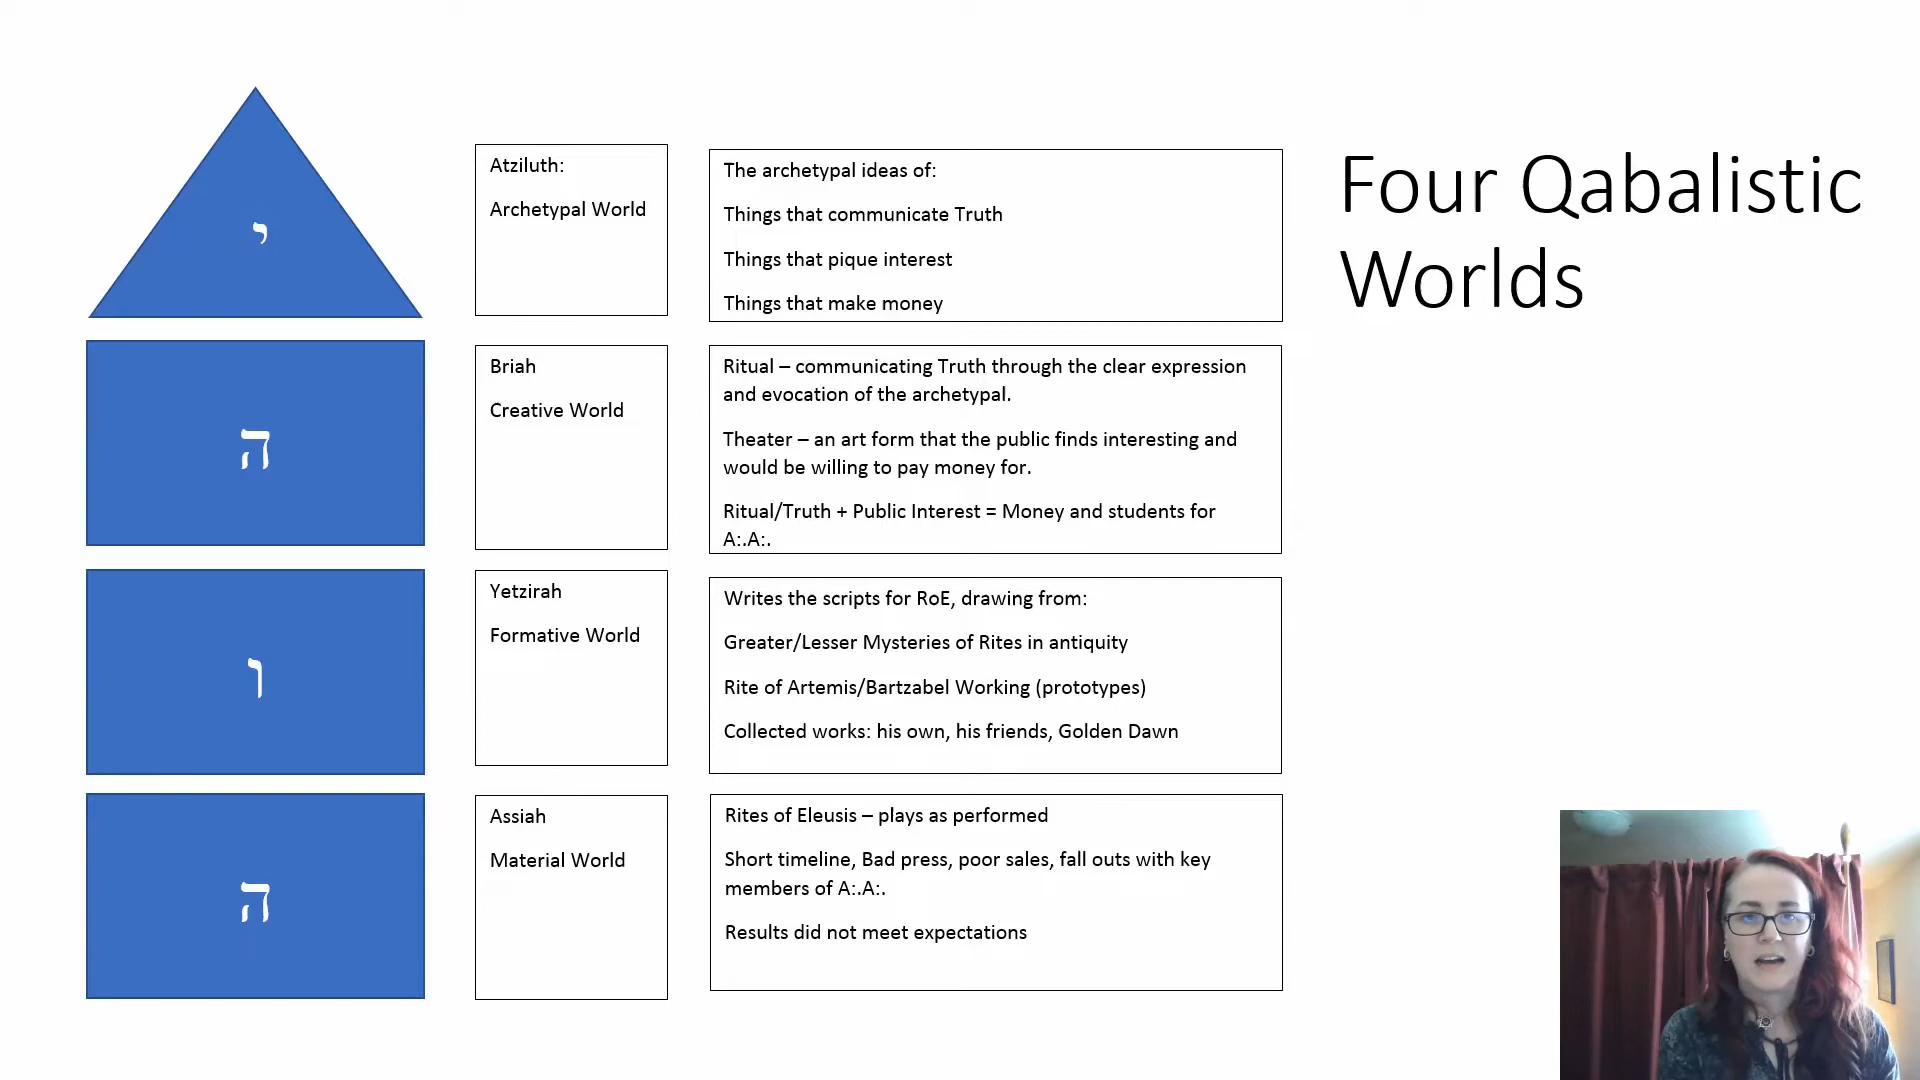 Four Qabalistic
Worlds
י
Atziluth:
Archetypal World
The archetypal ideas of:
Things that communicate Truth
Things that pique interest
Things that make money
ה
Briah
Creative World
Ritual – communicating Truth through the clear expression
and evocation of the archetypal.
Theater – an art form that the public finds interesting and
would be willing to pay money for.
Ritual/Truth + Public Interest = Money and students for
A:.A:.
ו
Yetzirah
Formative World
Writes the scripts for RoE, drawing from:
Greater/Lesser Mysteries of Rites in antiquity
Rite of Artemis/Bartzabel Working (prototypes)
Collected works: his own, his friends, Golden Dawn
ה
Assiah
Material World
Rites of Eleusis – plays as performed
Short timeline, Bad press, poor sales, fall outs with key
members of A:.A:.
Results did not meet expectations